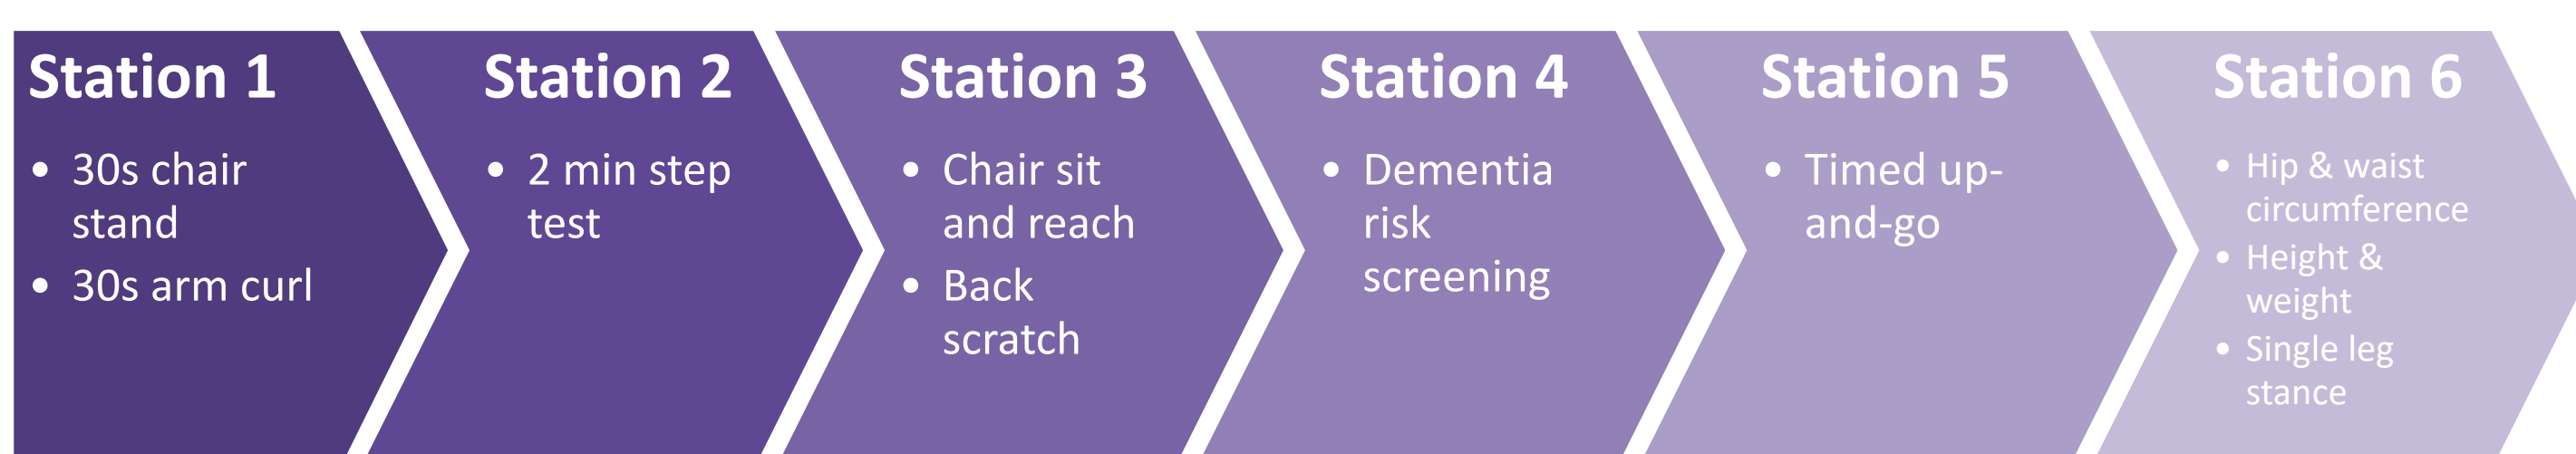 Station 1
• 30s chair
stand
• 30s arm curl
Station 2
• 2 min step
test
Station 3
• Chair sit
and reach
• Back
scratch
Station 4
• Dementia
risk
screening
Station 5
• Timed up-
and-go
Station 6
• Hip & waist
circumference
• Height &
weight
• Single leg
stance